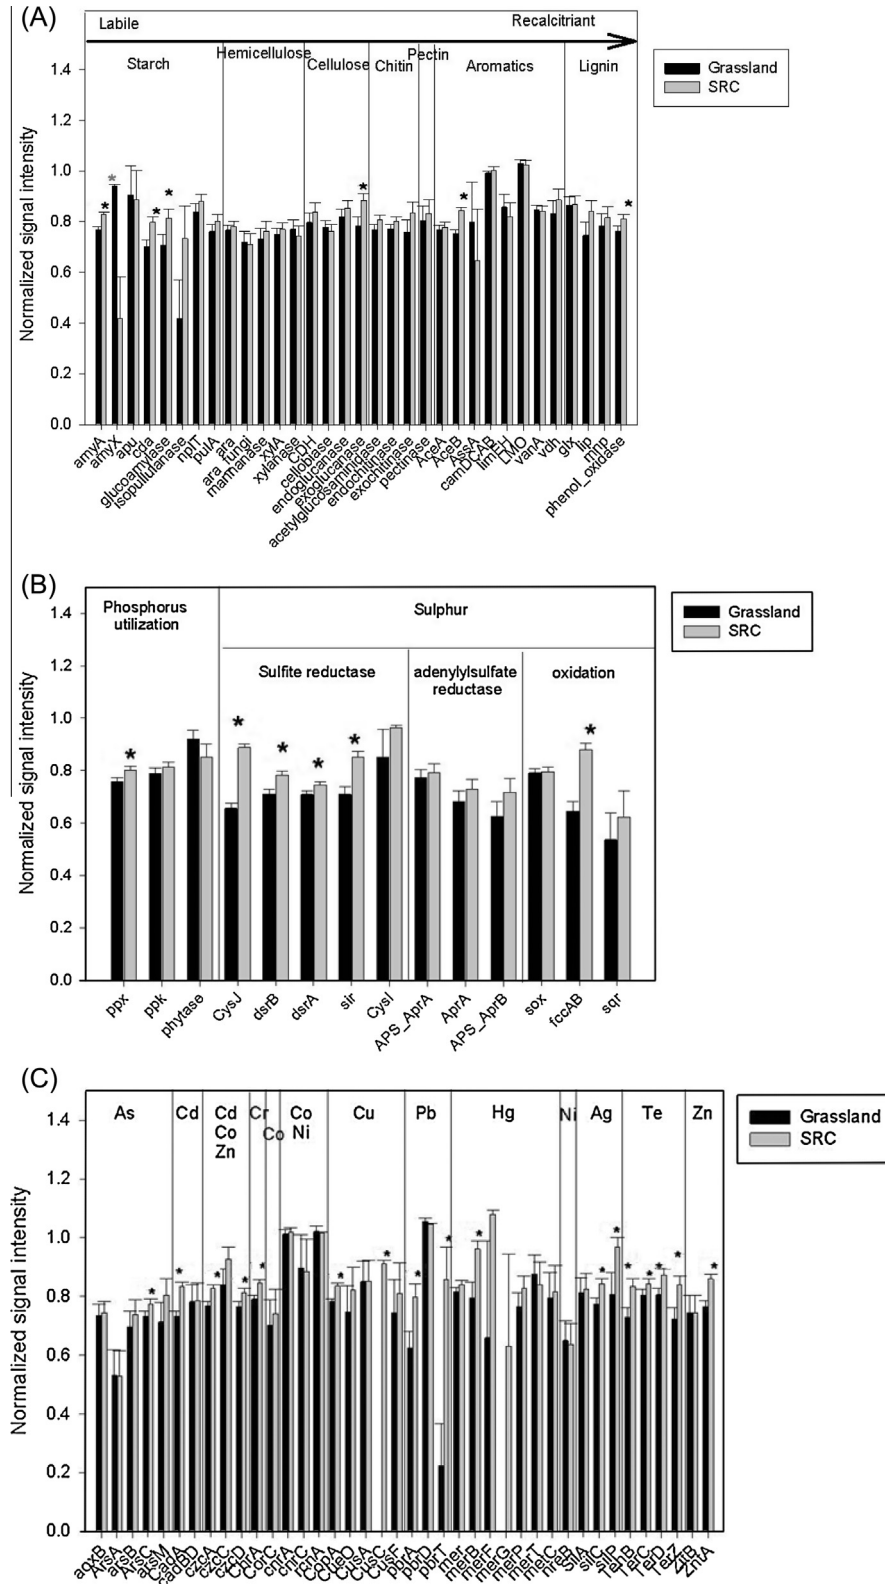 (A)
Labile
Recalcitriant
Starch
Hemicellulose
Cellulose
Chitin
Pectin
Aromatics
Lignin
Grassland
SRC
Normalized signal intensity
1.4
1.2
1.0
0.8
0.6
0.4
0.2
0.0
amyA
amyX
apu
cda
glucoamylase
isopullulanase
nplT
pulA
ara
ara_fungi
mannanase
xylA
xylanase
CDH
cellobiase
endoglucanase
exoglucanase
acetylglucosaminidase
endochitinase
exochitinase
pectinase
AceA
AceB
AssA
camDCAB
limEH
LMO
vanA
vdh
glx
lip
mnp
phenol_oxidase
(B)
Phosphorus
utilization
Sulphur
Sulfite reductase
adenylylsulfate
reductase
oxidation
Grassland
SRC
Normalized signal intensity
1.4
1.2
1.0
0.8
0.6
0.4
0.2
0.0
ppx
ppk
phytase
CysJ
dsrB
dsrA
sir
CysI
APS_AprA
AprA
APS_AprB
sox
fccAB
sqr
(C)
As
Cd
Cd
Co
Zn
Cr
Co
Co
Ni
Cu
Pb
Hg
Ni
Ag
Te
Zn
Grassland
SRC
Normalized signal intensity
1.4
1.2
1.0
0.8
0.6
0.4
0.2
0.0
aoxB
ArsA
arsB
ArsC
arsM
CadA
cadBD
czcA
czcC
czcD
ChrA
CorC
cnrA
cnrC
rcnA
CopA
CueO
CusA
CusC
CusF
pbrA
pbrD
pbrT
mer
merB
merF
merG
merP
merT
merC
nreB
SilA
silC
silP
TehB
TerC
TerD
TerZ
ZntA